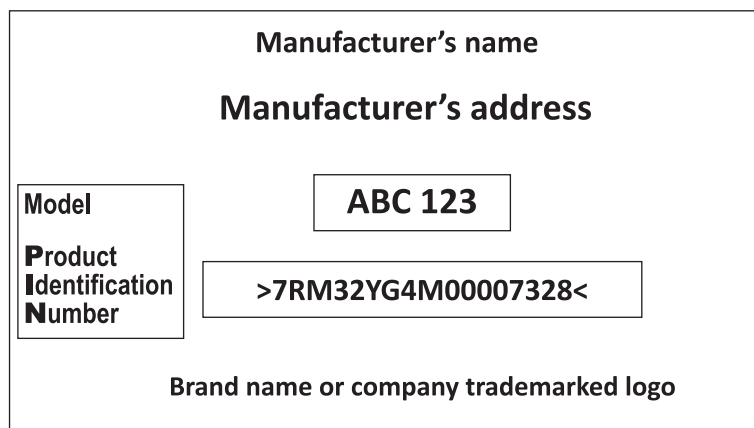 Manufacturer’s name
Manufacturer’s address
Model
ABC 123
Product
Identification
Number
>7RM32YG4M00007328<
Brand name or company trademarked logo